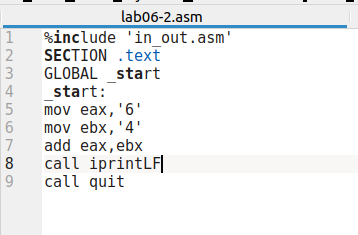 lab06-2.asm
1 %include 'in_out.asm'
2 SECTION .text
3 GLOBAL _start
4 _start:
5 mov eax,'6'
6 mov ebx,'4'
7 add eax,ebx
8 call iprintLF
9 call quit